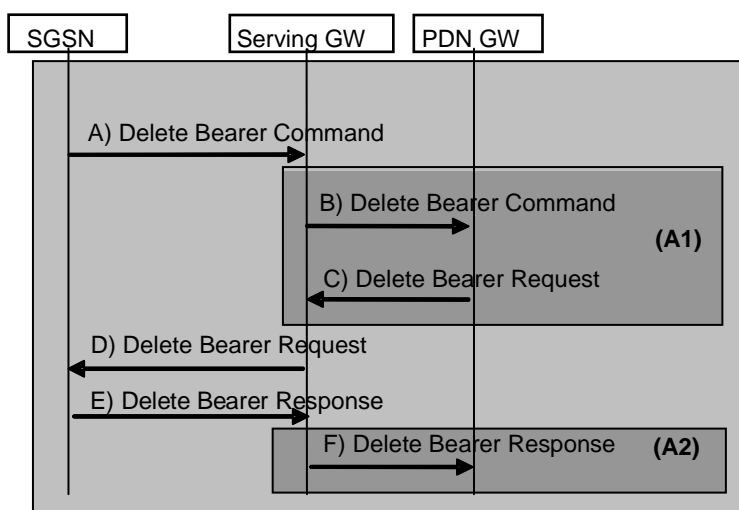 SGSN
Serving GW
PDN GW
A) Delete Bearer Command
B) Delete Bearer Command
(A1)
C) Delete Bearer Request
D) Delete Bearer Request
E) Delete Bearer Response
F) Delete Bearer Response
(A2)